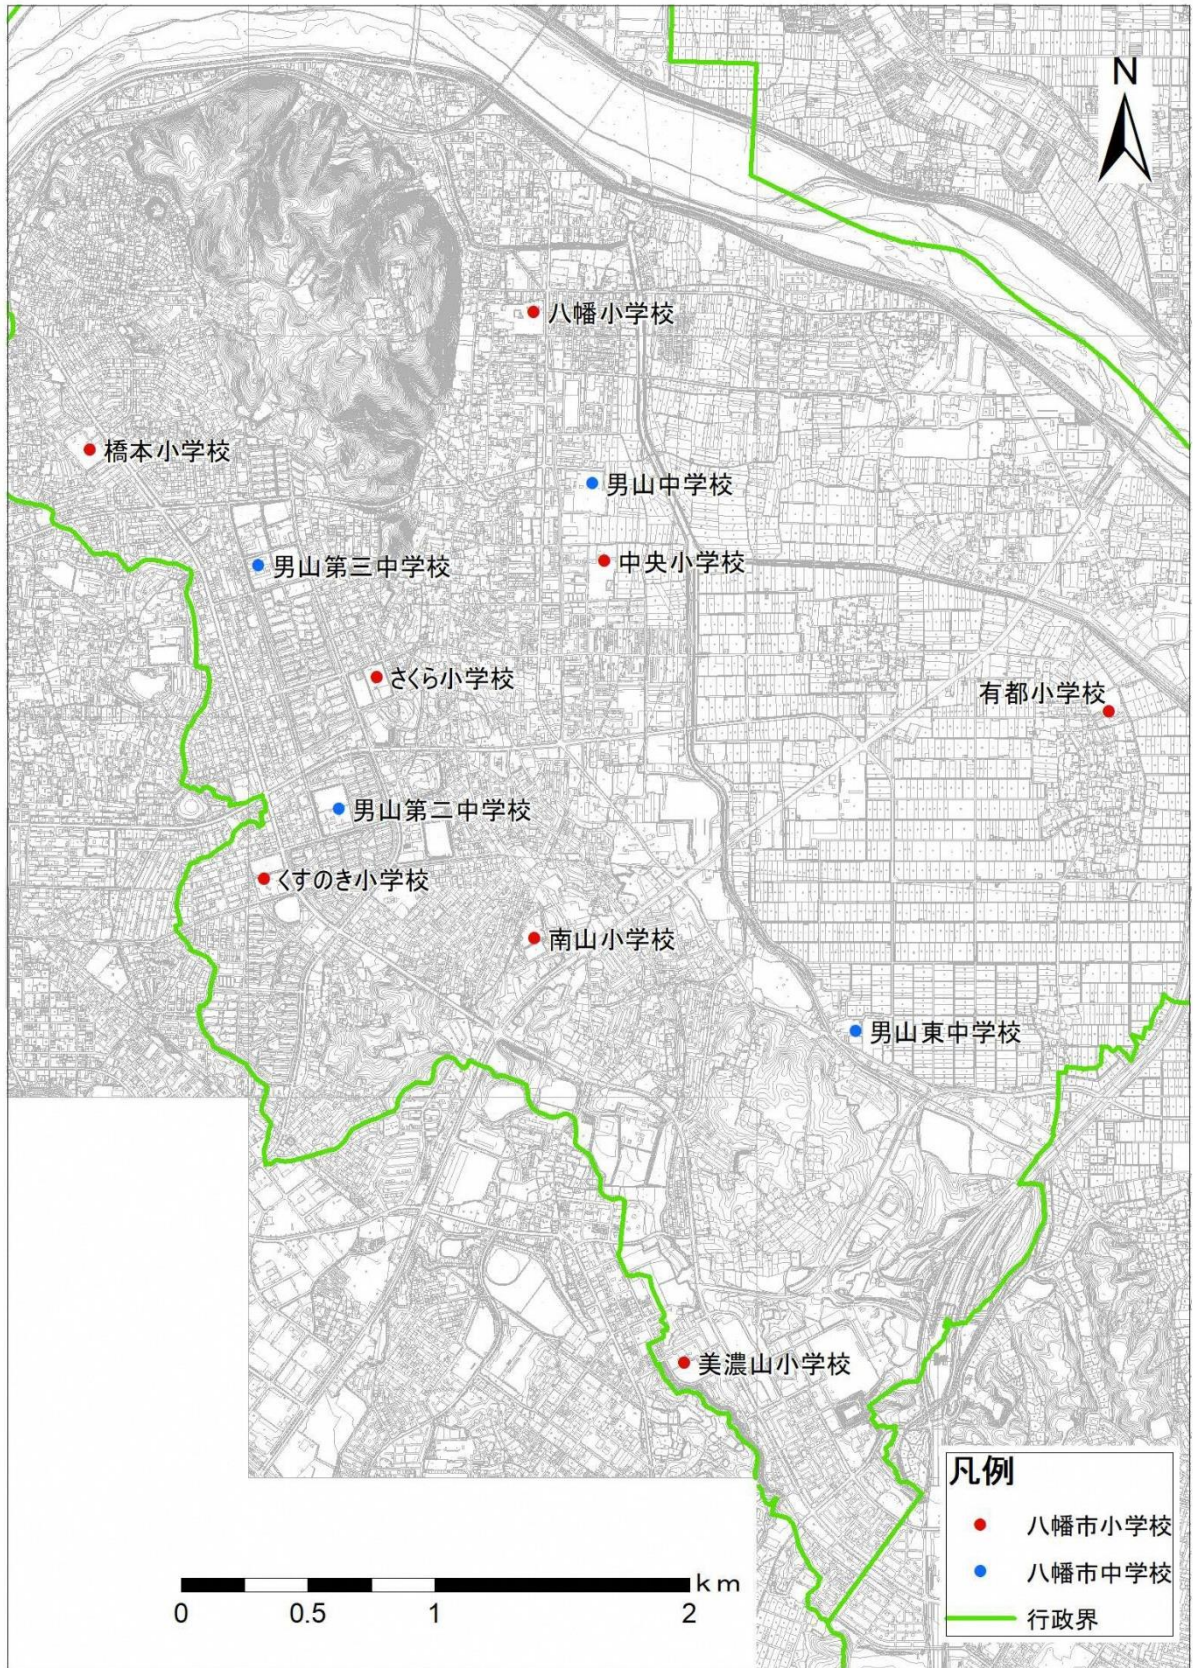 N
八幡小学校
橋本小学校
男山中学校
中央小学校
男山第三中学校
さくら小学校
有都小学校
男山第二中学校
くすのき小学校
南山小学校
男山東中学校
美濃山小学校
凡例
八幡市小学校
八幡市中学校
行政界
km
0 0.5 1 2